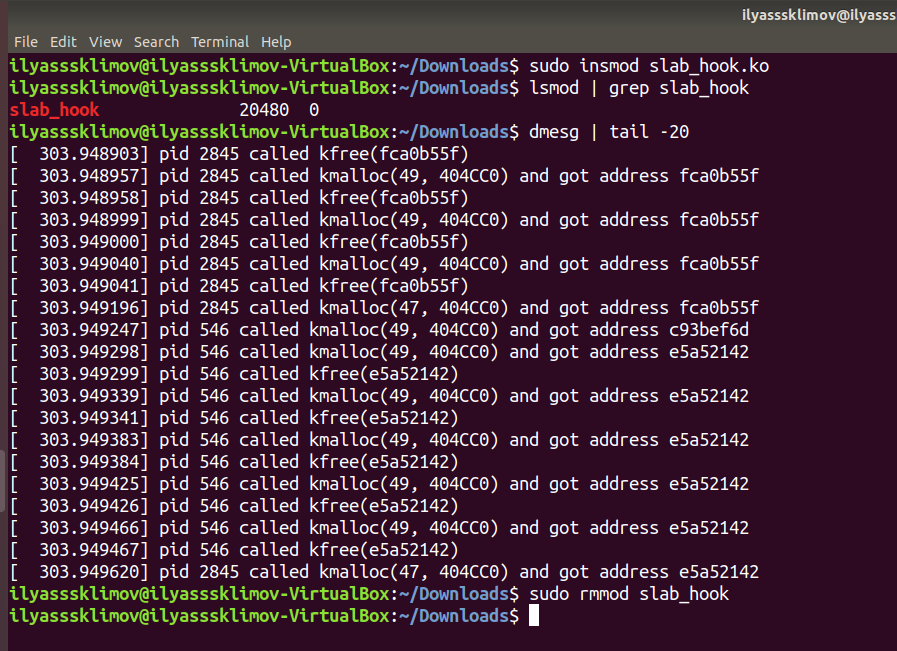 ilyasssklimov@ilyasss
File Edit View Search Terminal Help
ilyasssklimov@ilyasssklimov-VirtualBox:~/Downloads$ sudo insmod slab_hook.ko
ilyasssklimov@ilyasssklimov-VirtualBox:~/Downloads$ lsmod | grep slab_hook
slab_hook              20480  0
ilyasssklimov@ilyasssklimov-VirtualBox:~/Downloads$ dmesg | tail -20
[  303.948903] pid 2845 called kfree(fca0b55f)
[  303.948957] pid 2845 called kmalloc(49, 404CC0) and got address fca0b55f
[  303.948958] pid 2845 called kfree(fca0b55f)
[  303.948999] pid 2845 called kmalloc(49, 404CC0) and got address fca0b55f
[  303.949000] pid 2845 called kfree(fca0b55f)
[  303.949040] pid 2845 called kmalloc(49, 404CC0) and got address fca0b55f
[  303.949041] pid 2845 called kfree(fca0b55f)
[  303.949196] pid 2845 called kmalloc(47, 404CC0) and got address fca0b55f
[  303.949247] pid 546 called kmalloc(49, 404CC0) and got address c93bef6d
[  303.949298] pid 546 called kmalloc(49, 404CC0) and got address e5a52142
[  303.949299] pid 546 called kfree(e5a52142)
[  303.949339] pid 546 called kmalloc(49, 404CC0) and got address e5a52142
[  303.949341] pid 546 called kfree(e5a52142)
[  303.949383] pid 546 called kmalloc(49, 404CC0) and got address e5a52142
[  303.949384] pid 546 called kfree(e5a52142)
[  303.949425] pid 546 called kmalloc(49, 404CC0) and got address e5a52142
[  303.949426] pid 546 called kfree(e5a52142)
[  303.949466] pid 546 called kmalloc(49, 404CC0) and got address e5a52142
[  303.949467] pid 546 called kfree(e5a52142)
[  303.949620] pid 2845 called kmalloc(47, 404CC0) and got address e5a52142
ilyasssklimov@ilyasssklimov-VirtualBox:~/Downloads$ sudo rmmod slab_hook
ilyasssklimov@ilyasssklimov-VirtualBox:~/Downloads$